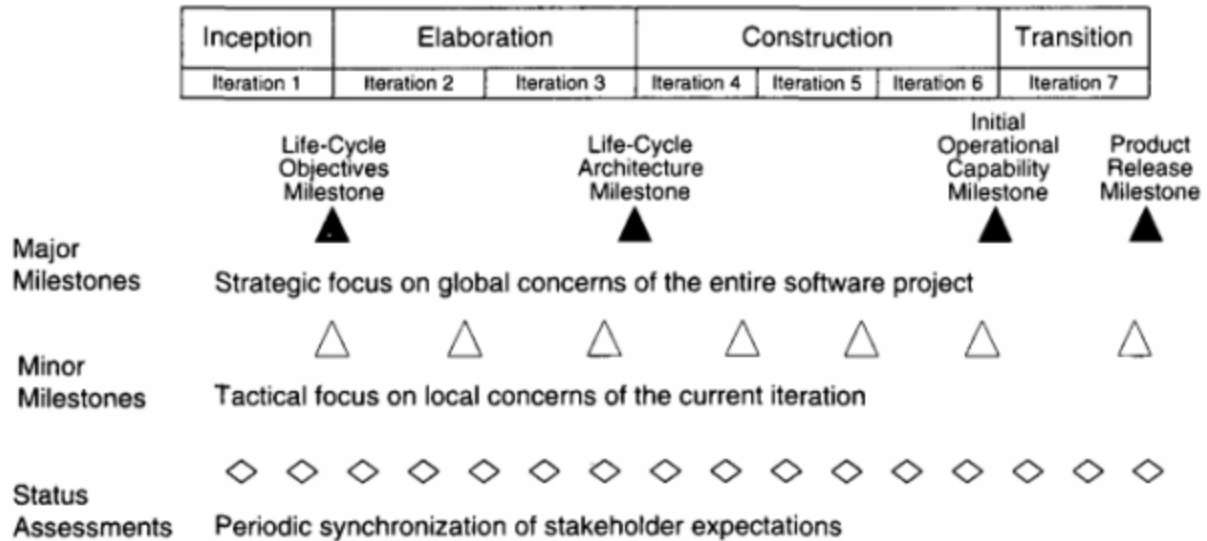 Inception Elaboration Construction Transition
Iteration 1 Iteration 2 Iteration 3 Iteration 4 Iteration 5 Iteration 6 Iteration 7
Life-Cycle
Objectives
Milestone
Life-Cycle
Architecture
Milestone
Initial
Operational
Capability
Milestone
Product
Release
Milestone
Major
Milestones
Strategic focus on global concerns of the entire software project
Minor
Milestones
Tactical focus on local concerns of the current iteration
Status
Assessments
Periodic synchronization of stakeholder expectations